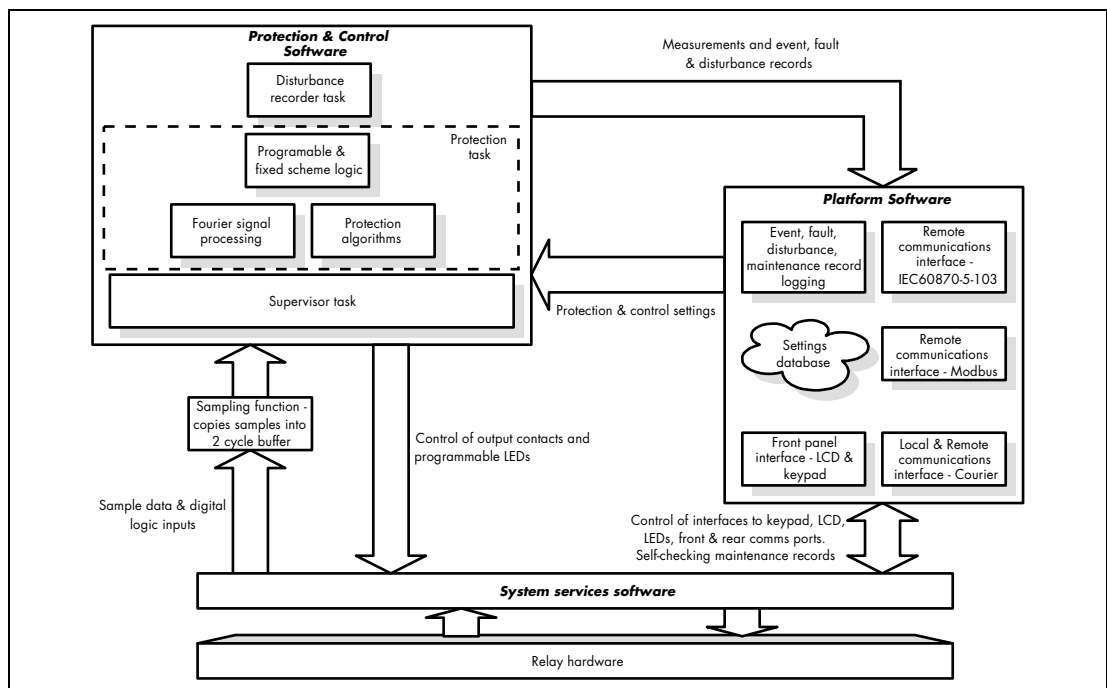 Protection & Control
Software
Disturbance
recorder task
Protection
task
Programable &
fixed scheme logic
Fourier signal
processing
Protection
algorithms
Supervisor task
Measurements and event, fault
& disturbance records
Platform Software
Event, fault,
disturbance,
maintenance record
logging
Remote
communications
interface -
IEC60870-5-103
Protection & control settings
Settings
database
Remote
communications
interface - Modbus
Front panel
interface - LCD &
keypad
Local & Remote
communications
interface - Courier
Sampling function -
copies samples into
2 cycle buffer
Control of output contacts and
programmable LEDs
Sample data & digital
logic inputs
Control of interfaces to keypad, LCD,
LEDs, front & rear comms ports.
Self-checking maintenance records
System services software
Relay hardware